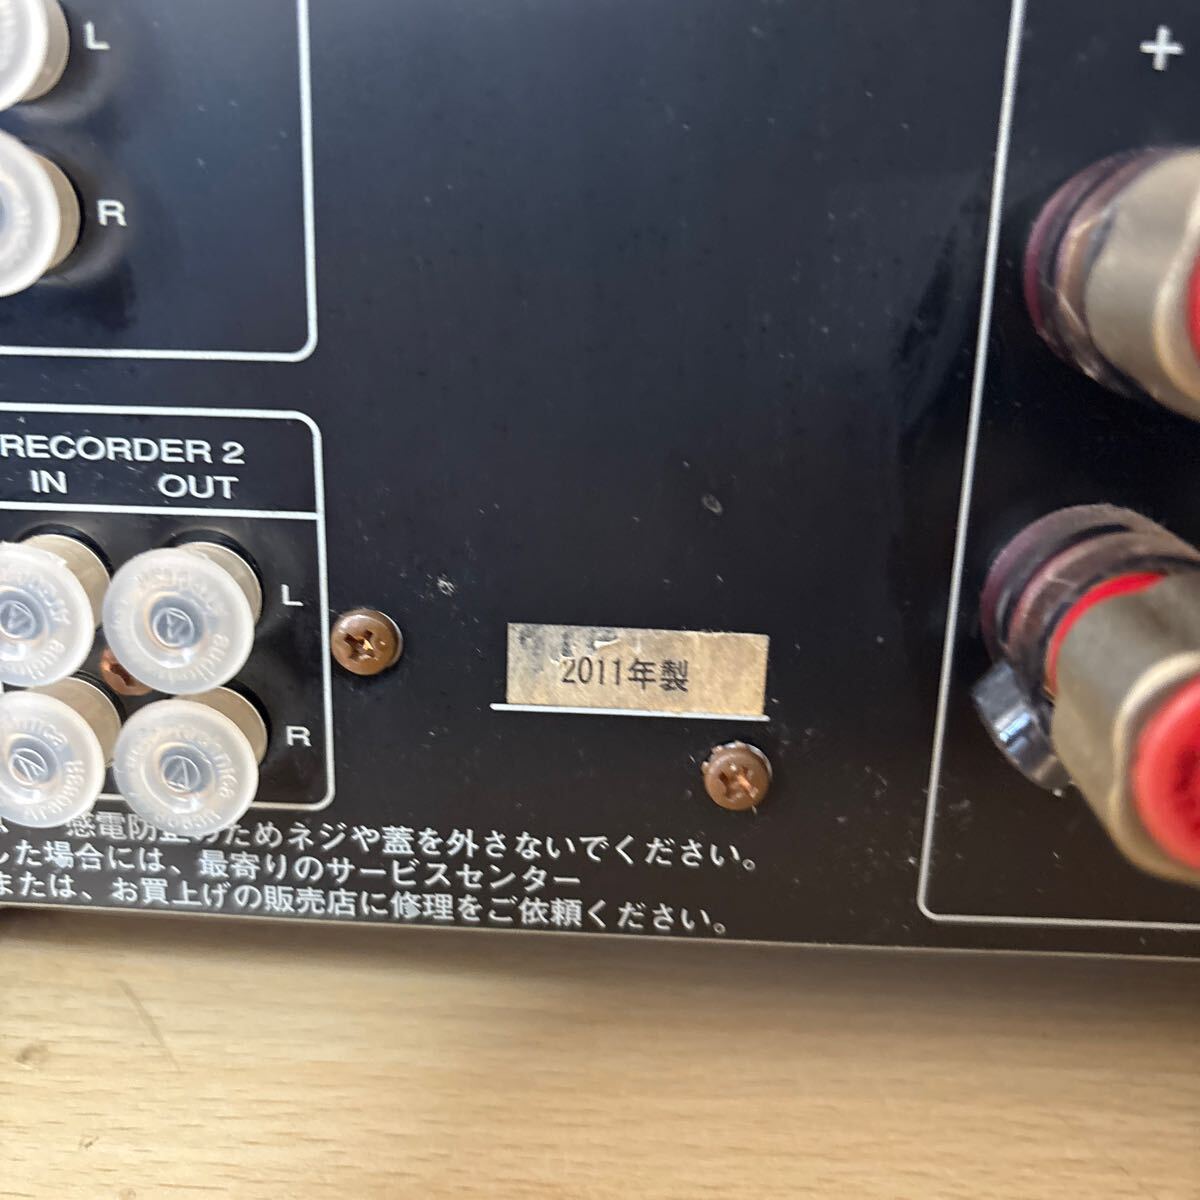 L
+
R
RECORDER 2
IN OUT
L
2011年製
R
感電防止のためネジや蓋を外さないでください。
した場合には、最寄りのサービスセンター
または、お買上げの販売店に修理をご依頼ください。
audio-technica